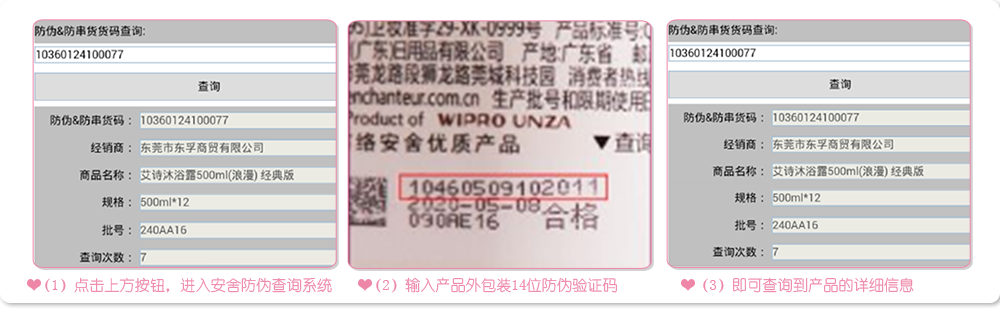 防伪&防串货货码查询:
10360124100077
查询
防伪&防串货码： 10360124100077
经销商： 东莞市东孚商贸有限公司
商品名称： 艾诗沐浴露500ml(浪漫) 经典版
规格： 500ml*12
批号： 240AA16
查询次数： 7
❤(1) 点击上方按钮，进入安舍防伪查询系统
卫妆准字29-XK-0999号 产品标准号:
(广东)日用品有限公司 产地:广东省 邮
莞龙路段狮龙路莞城科技园 消费者热线
enchanteur.com.cn 生产批号和限期使用日
Product of WIPRO UNZA
络安舍优质产品 ▼查询
10460509102011
2020-05-08
090AE16 合格
❤(2) 输入产品外包装14位防伪验证码
防伪&防串货货码查询:
10360124100077
查询
防伪&防串货码： 10360124100077
经销商： 东莞市东孚商贸有限公司
商品名称： 艾诗沐浴露500ml(浪漫) 经典版
规格： 500ml*12
批号： 240AA16
查询次数： 7
❤(3) 即可查询到产品的详细信息